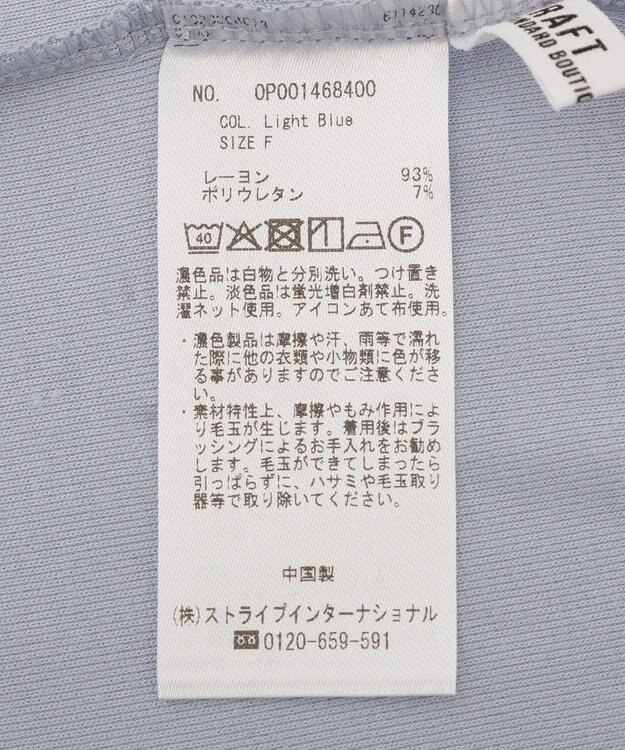 RAFT
NDARD BOUTIQ
NO. OP001468400
COL. Light Blue
SIZE F
レーヨン 93%
ポリウレタン 7%
40 F
濃色品は白物と分別洗い。つけ置き
禁止。淡色品は蛍光増白剤禁止。洗
濯ネット使用。アイロンあて布使用。
・濃色製品は摩擦や汗、雨等で濡れ
た際に他の衣類や小物類に色が移
る事がありますのでご注意くださ
い。
・素材特性上、摩擦やもみ作用によ
り毛玉が生じます。着用後はブラ
ッシングによるお手入れをお勧め
します。毛玉ができてしまったら
引っぱらずに、ハサミや毛玉取り
器等で取り除いてください。
中国製
(株)ストライプインターナショナル
0120-659-591